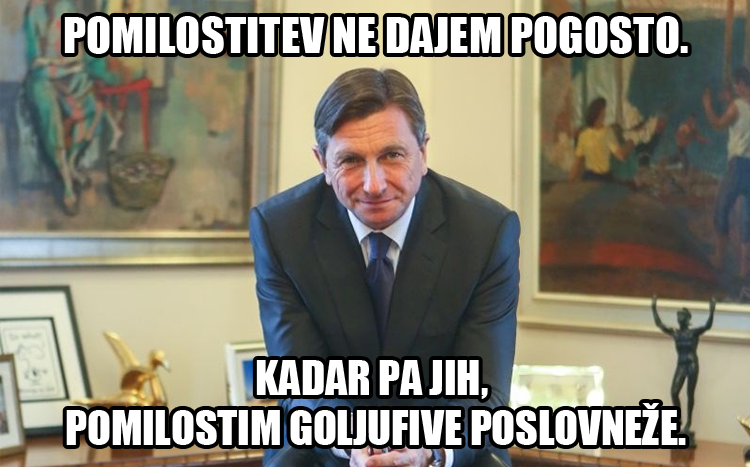 POMILOSTITEV NE DAJEM POGOSTO.
KADAR PA JIH,
POMILOSTIM GOLJUFIVE POSLOVNEŽE.